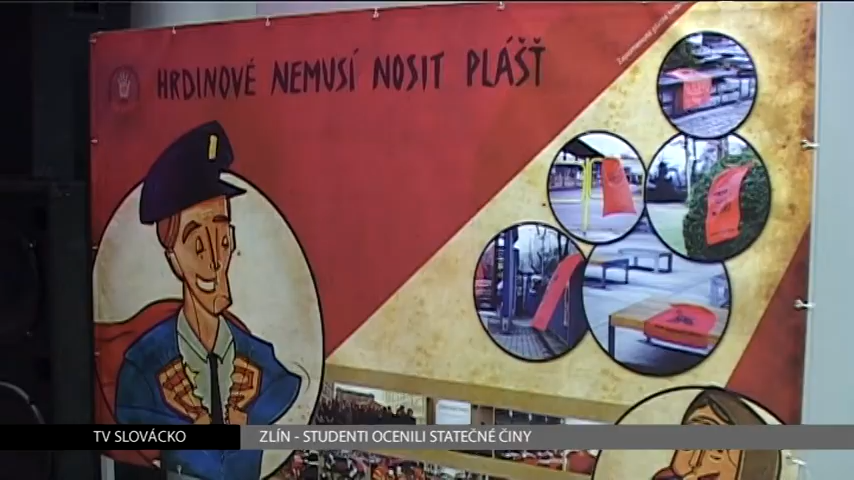 HRDINOVÉ NEMUSÍ NOSIT PLÁŠŤ
TV SLOVÁCKO
ZLÍN - STUDENTI OCENILI STATEČNÉ ČINY